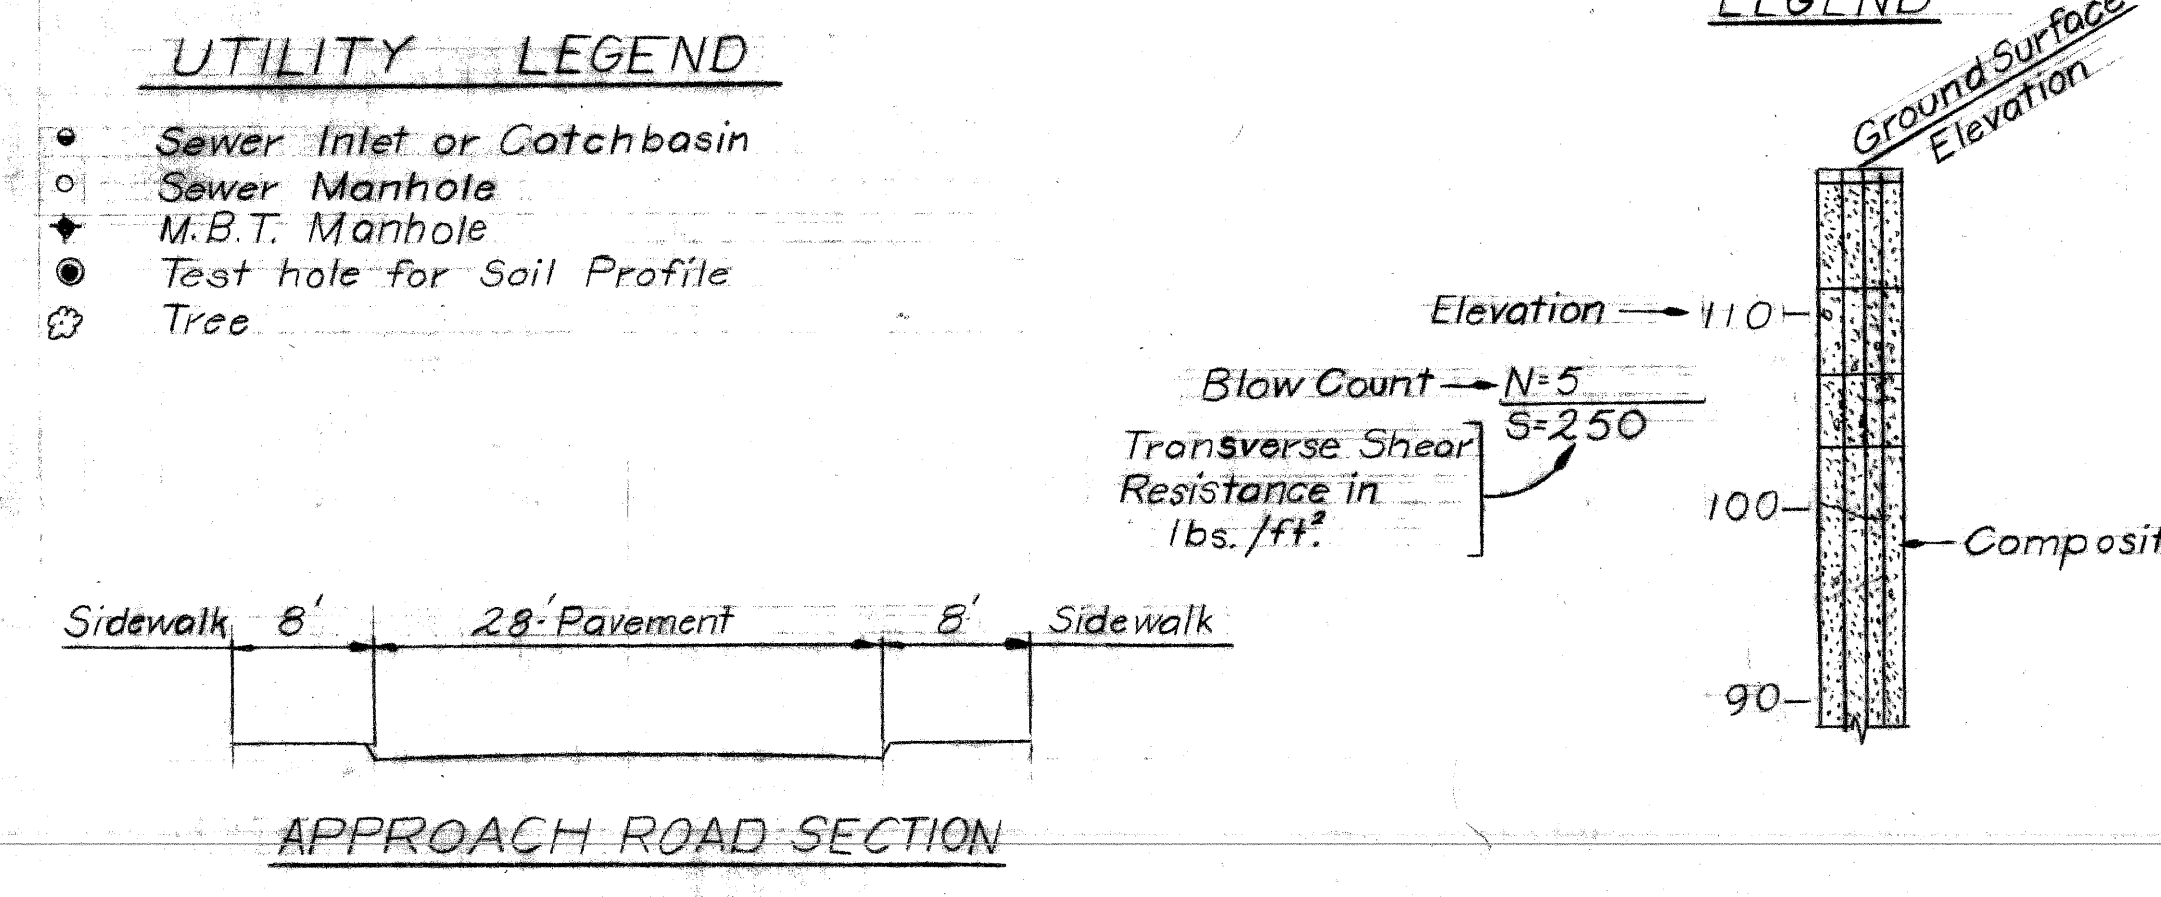 UTILITY LEGEND
Sewer Inlet or Catchbasin
Sewer Manhole
M.B.T. Manhole
Test hole for Soil Profile
Tree
LEGEND
Ground Surface
Elevation
Elevation 110
Blow Count N=5
S=250
Transverse Shear
Resistance in
lbs./ft.²
100
90
Sidewalk 8' 28'-Pavement 8' Sidewalk
APPROACH ROAD SECTION